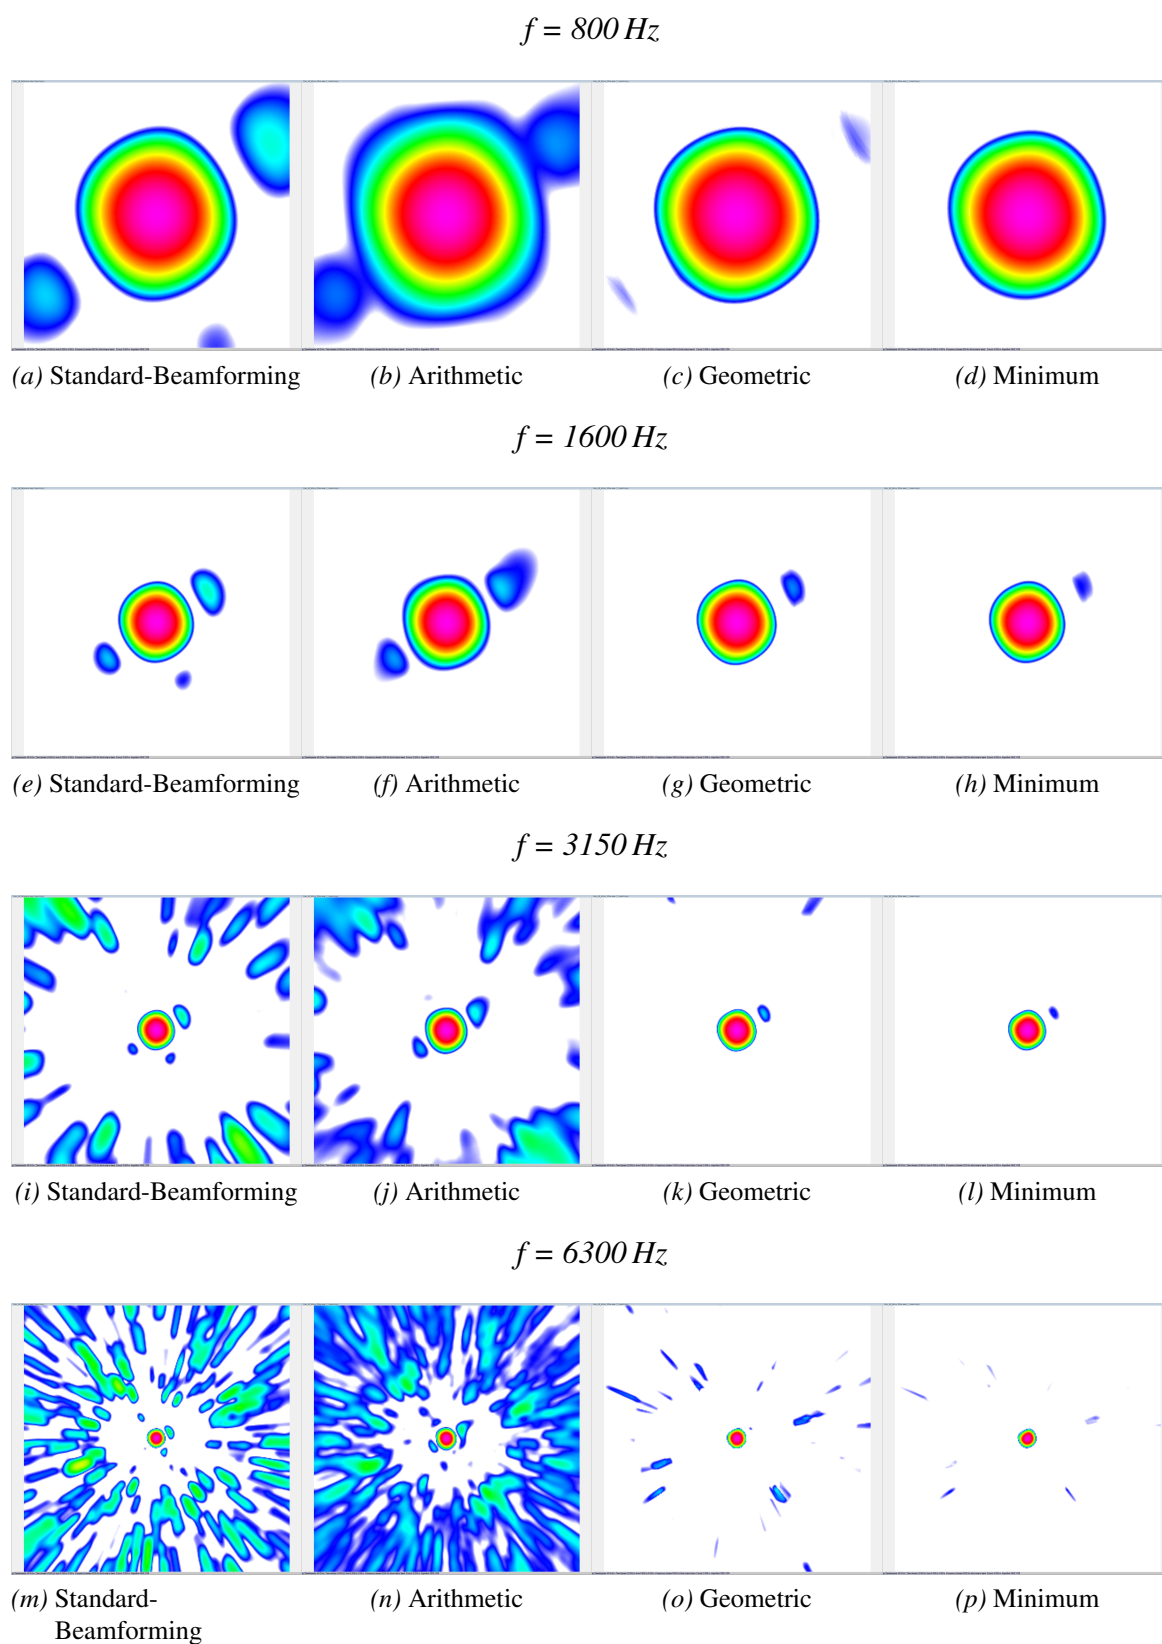 f = 800 Hz
(a) Standard-Beamforming (b) Arithmetic (c) Geometric (d) Minimum
f = 1600 Hz
(e) Standard-Beamforming (f) Arithmetic (g) Geometric (h) Minimum
f = 3150 Hz
(i) Standard-Beamforming (j) Arithmetic (k) Geometric (l) Minimum
f = 6300 Hz
(m) Standard- (n) Arithmetic (o) Geometric (p) Minimum
Beamforming